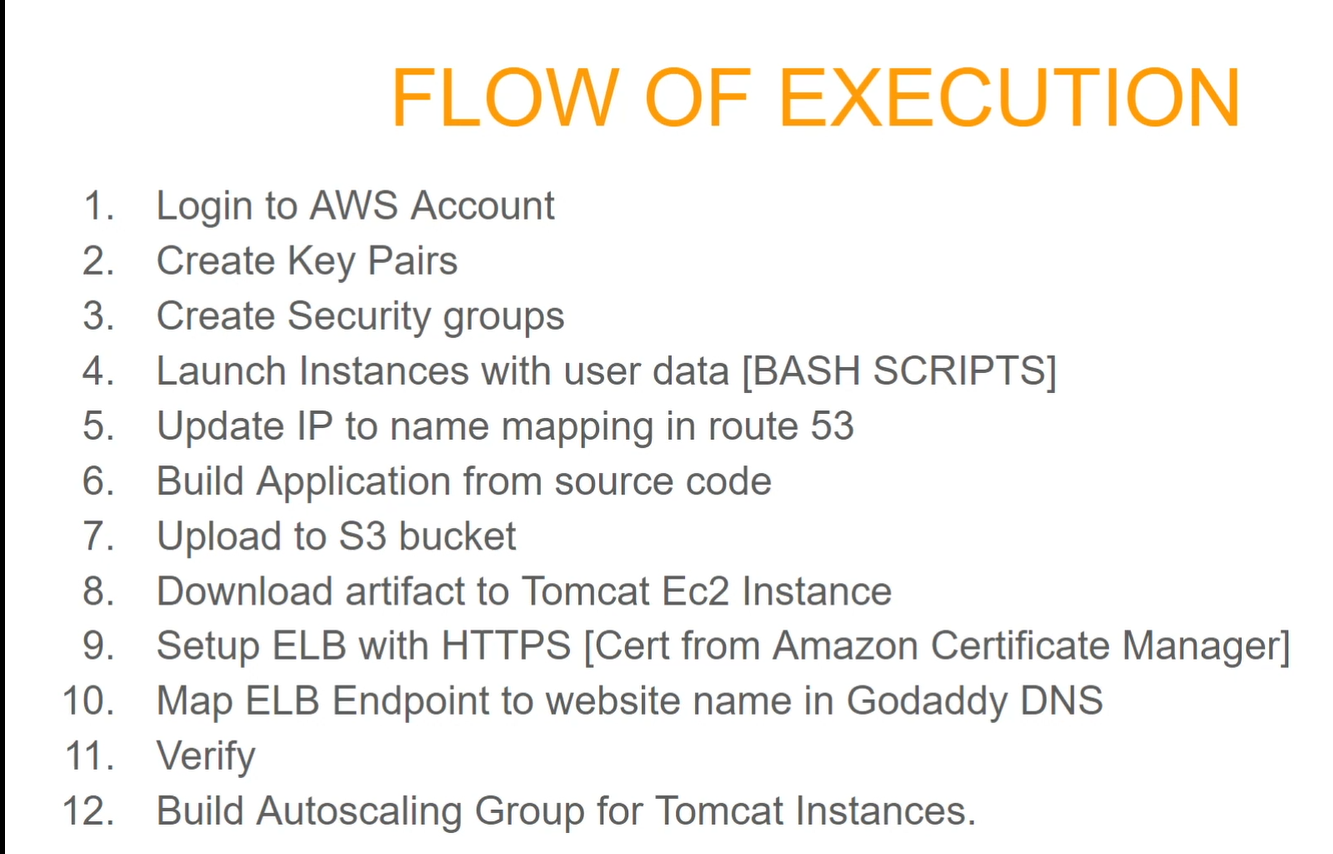 FLOW OF EXECUTION
1. Login to AWS Account
2. Create Key Pairs
3. Create Security groups
4. Launch Instances with user data [BASH SCRIPTS]
5. Update IP to name mapping in route 53
6. Build Application from source code
7. Upload to S3 bucket
8. Download artifact to Tomcat Ec2 Instance
9. Setup ELB with HTTPS [Cert from Amazon Certificate Manager]
10. Map ELB Endpoint to website name in Godaddy DNS
11. Verify
12. Build Autoscaling Group for Tomcat Instances.